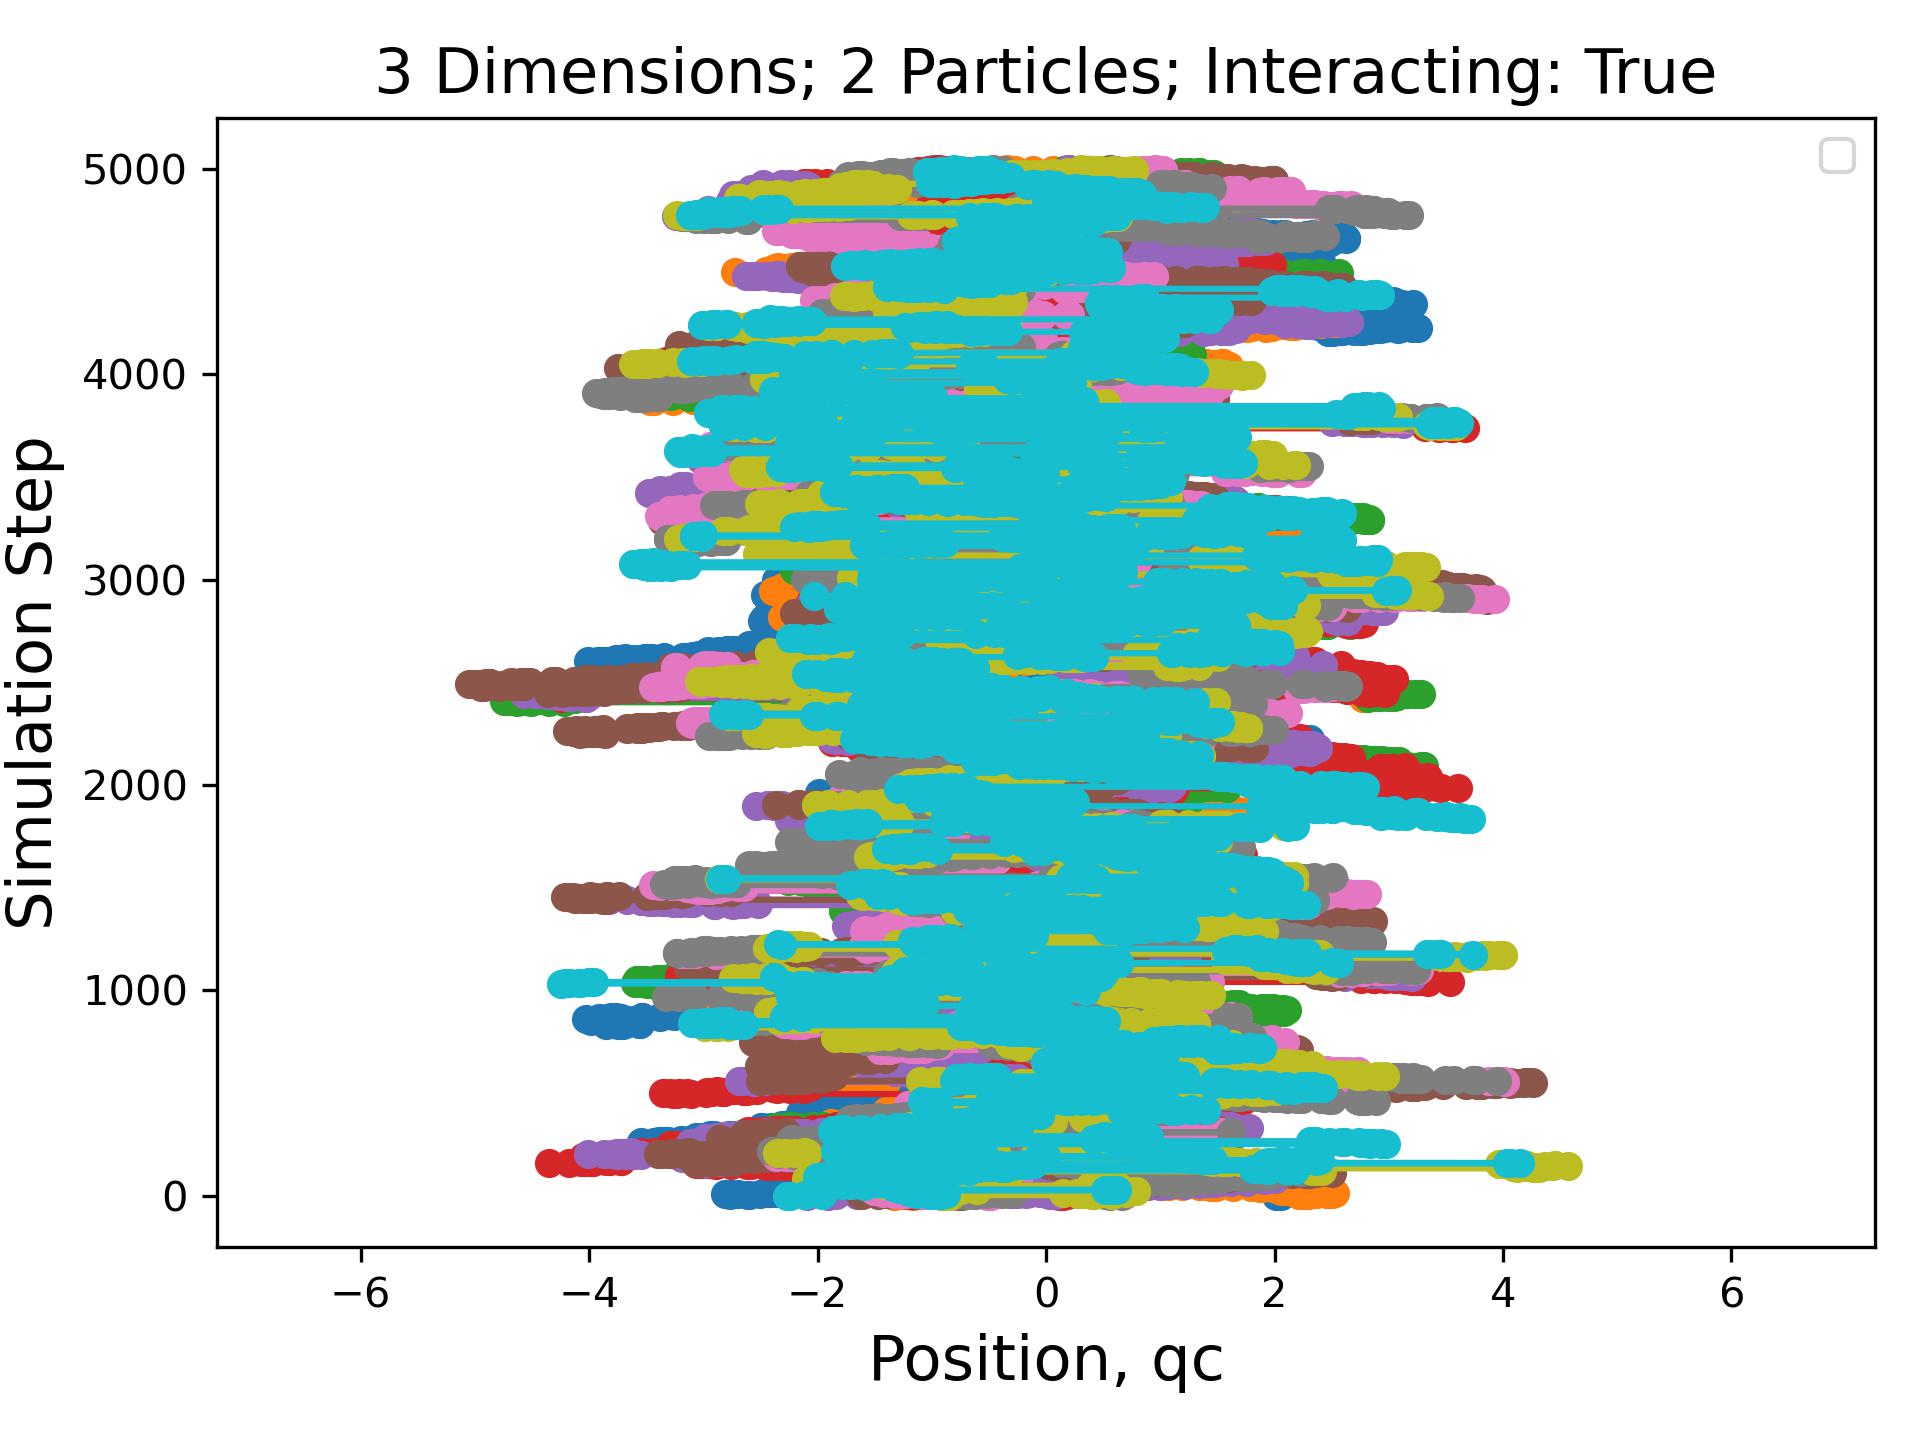 3 Dimensions; 2 Particles; Interacting: True
Simulation Step
5000
4000
3000
2000
1000
0
−6 −4 −2 0 2 4 6
Position, qc